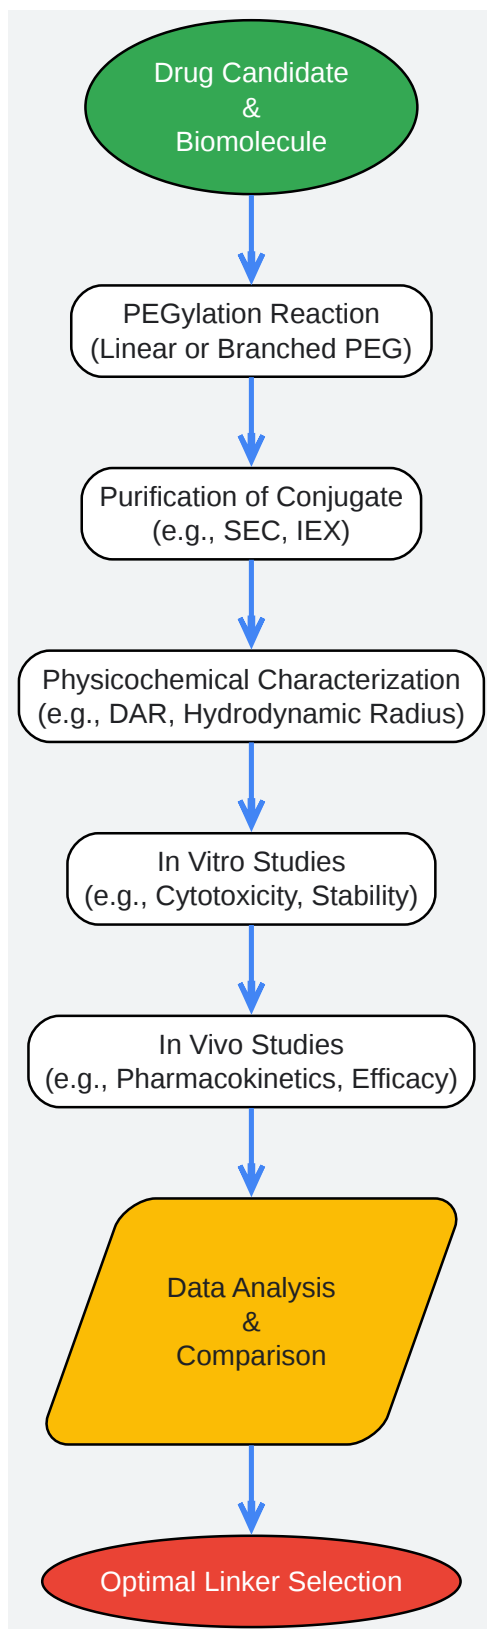 Drug Candidate
&
Biomolecule
PEGylation Reaction
(Linear or Branched PEG)
Purification of Conjugate
(e.g., SEC, IEX)
Physicochemical Characterization
(e.g., DAR, Hydrodynamic Radius)
In Vitro Studies
(e.g., Cytotoxicity, Stability)
In Vivo Studies
(e.g., Pharmacokinetics, Efficacy)
Data Analysis
&
Comparison
Optimal Linker Selection